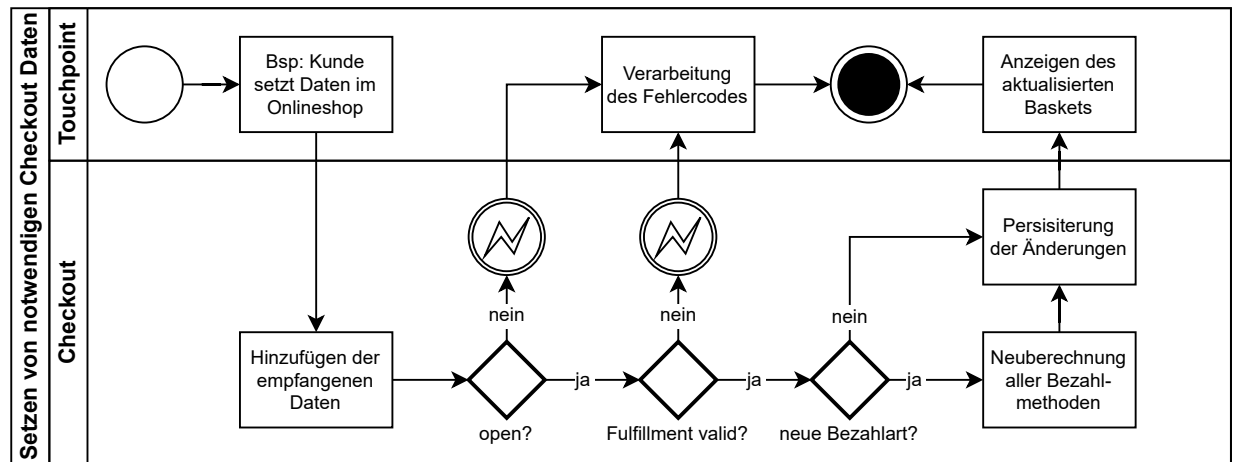 Setzen von notwendigen Checkout Daten
Touchpoint
Bsp: Kunde
setzt Daten im
Onlineshop
Verarbeitung
des Fehlercodes
Anzeigen des
aktualisierten
Baskets
Checkout
Persisiterung
der Änderungen
nein
nein
nein
Hinzufügen der
empfangenen
Daten
ja
ja
ja
Neuberechnung
aller Bezahl-
methoden
open?
Fulfillment valid?
neue Bezahlart?